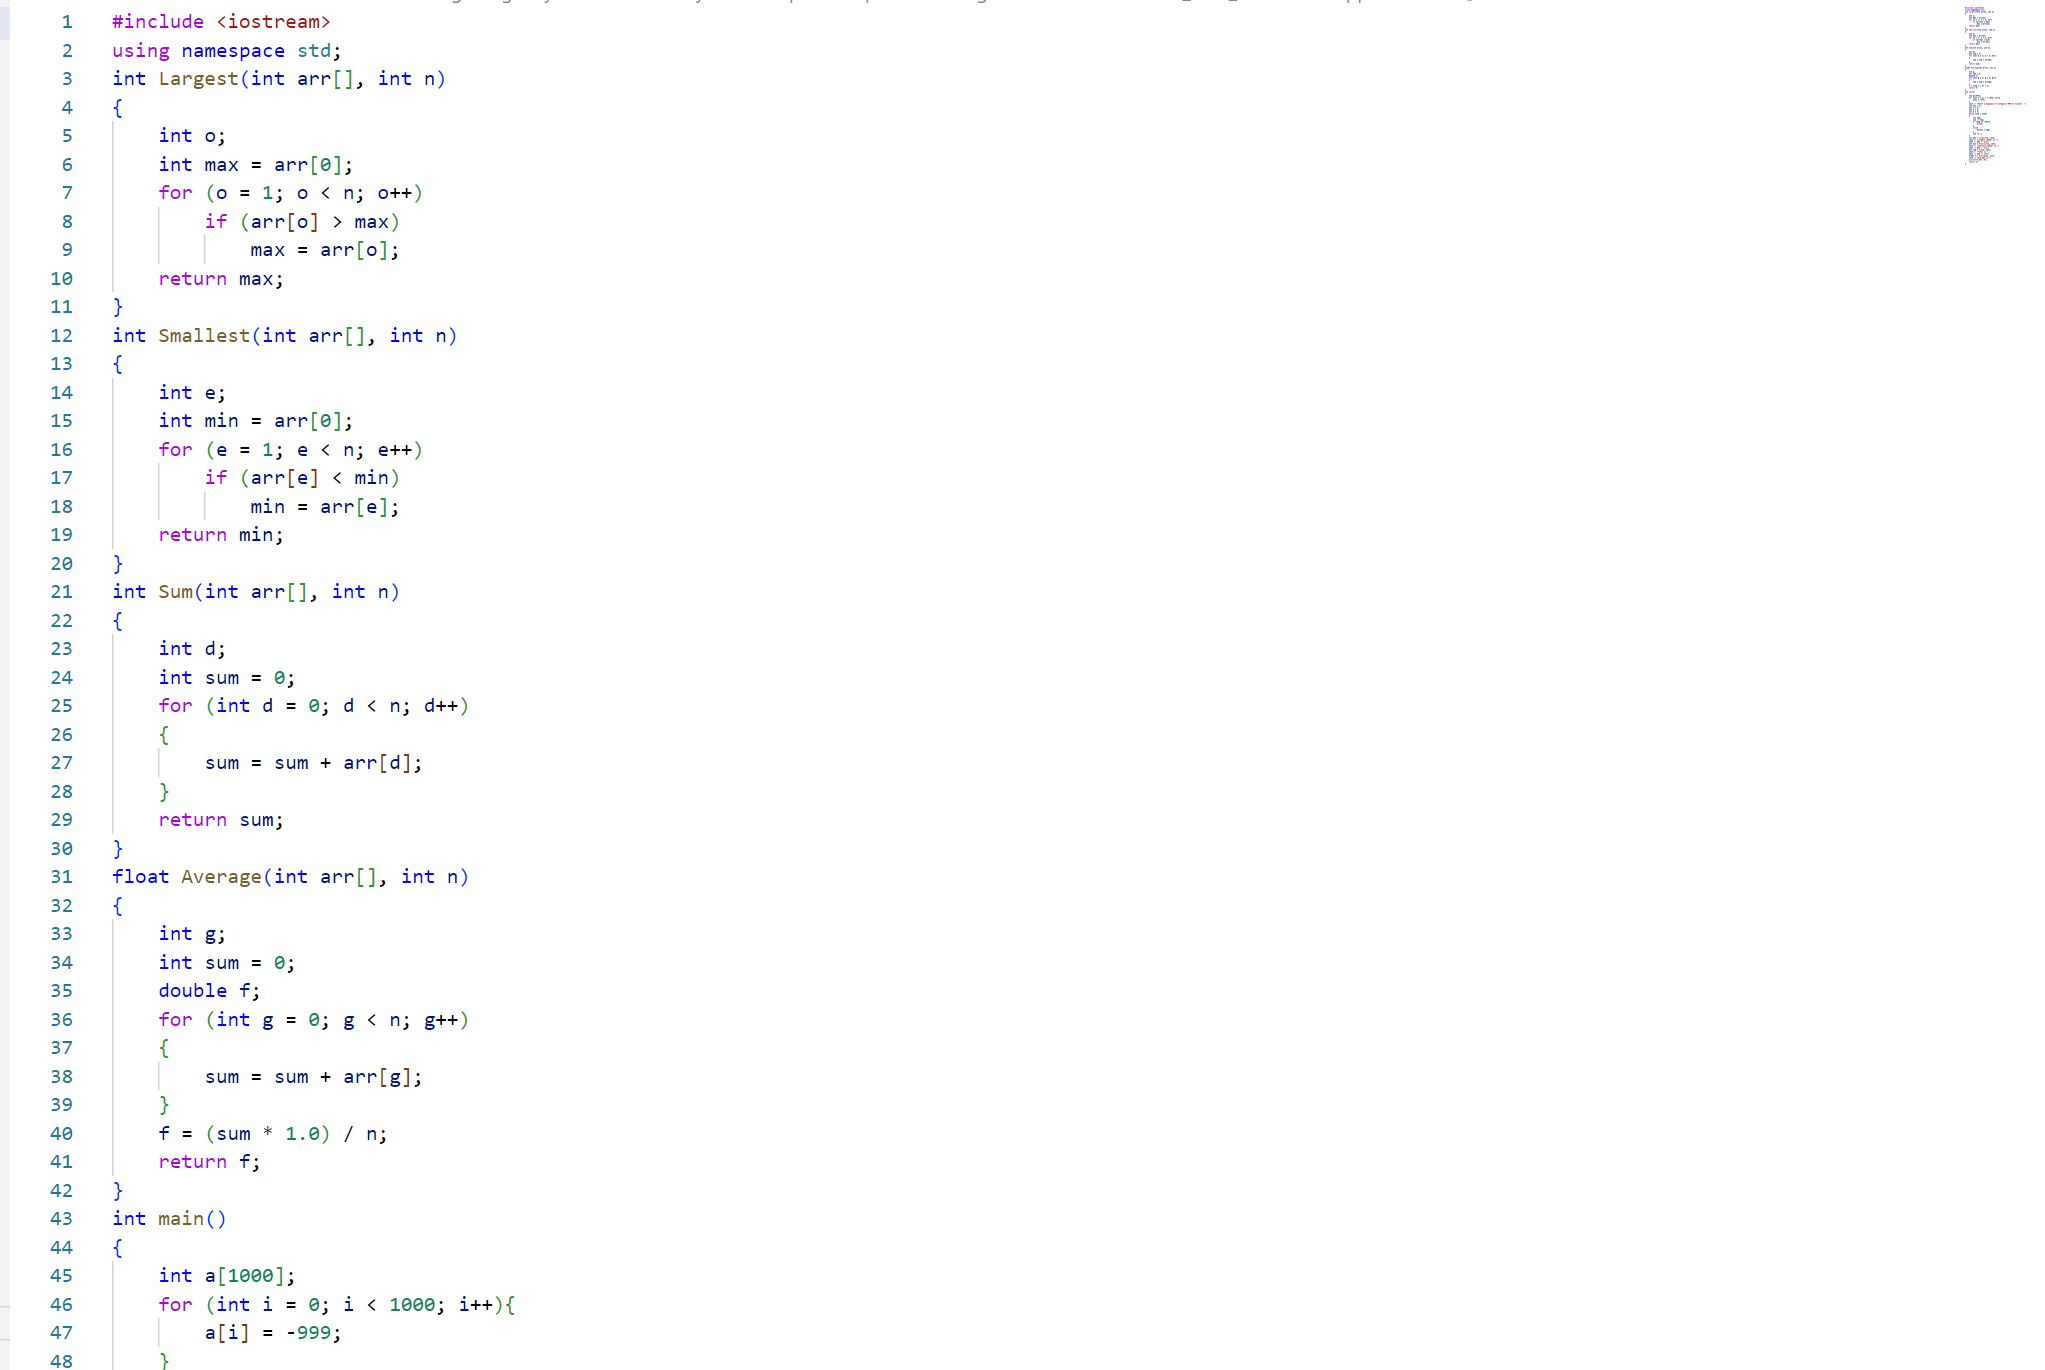 1 #include <iostream>
2 using namespace std;
3 int Largest(int arr[], int n)
4 {
5     int o;
6     int max = arr[0];
7     for (o = 1; o < n; o++)
8         if (arr[o] > max)
9             max = arr[o];
10     return max;
11 }
12 int Smallest(int arr[], int n)
13 {
14     int e;
15     int min = arr[0];
16     for (e = 1; e < n; e++)
17         if (arr[e] < min)
18             min = arr[e];
19     return min;
20 }
21 int Sum(int arr[], int n)
22 {
23     int d;
24     int sum = 0;
25     for (int d = 0; d < n; d++)
26     {
27         sum = sum + arr[d];
28     }
29     return sum;
30 }
31 float Average(int arr[], int n)
32 {
33     int g;
34     int sum = 0;
35     double f;
36     for (int g = 0; g < n; g++)
37     {
38         sum = sum + arr[g];
39     }
40     f = (sum * 1.0) / n;
41     return f;
42 }
43 int main()
44 {
45     int a[1000];
46     for (int i = 0; i < 1000; i++){
47         a[i] = -999;
48     }